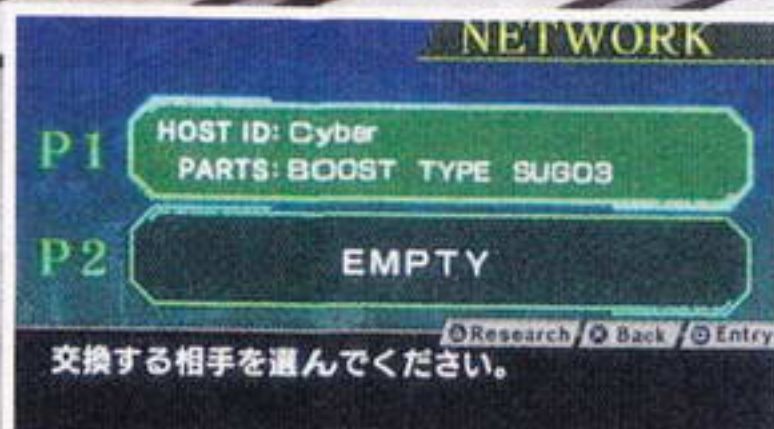 NETWORK
P1
HOST ID: Cyber
PARTS: BOOST TYPE SUG03
P2
EMPTY
Research Back Entry
交換する相手を選んでください。